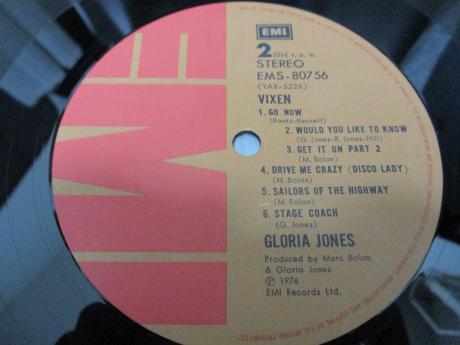 EMI
2
33⅓ r. p. m.
STEREO
EMS-80756
(YAX-5226)
VIXEN
1. GO NOW
(Banks-Bennett)
2. WOULD YOU LIKE TO KNOW
(G. Jones-R. Jones-Hill)
3. GET IT ON PART 2
(M. Bolan)
4. DRIVE ME CRAZY (DISCO LADY)
(M. Bolan)
5. SAILORS OF THE HIGHWAY
(M. Bolan)
6. STAGE COACH
(G. Jones)
GLORIA JONES
Produced by Marc Bolan
& Gloria Jones
Ⓟ 1976
EMI Records Ltd.
EMI